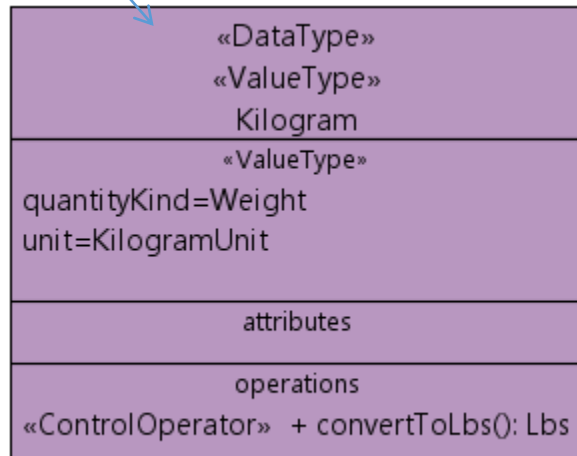 «DataType»
«ValueType»
Kilogram
«ValueType»
quantityKind=Weight
unit=KilogramUnit
attributes
operations
«ControlOperator» + convertToLbs(): Lbs